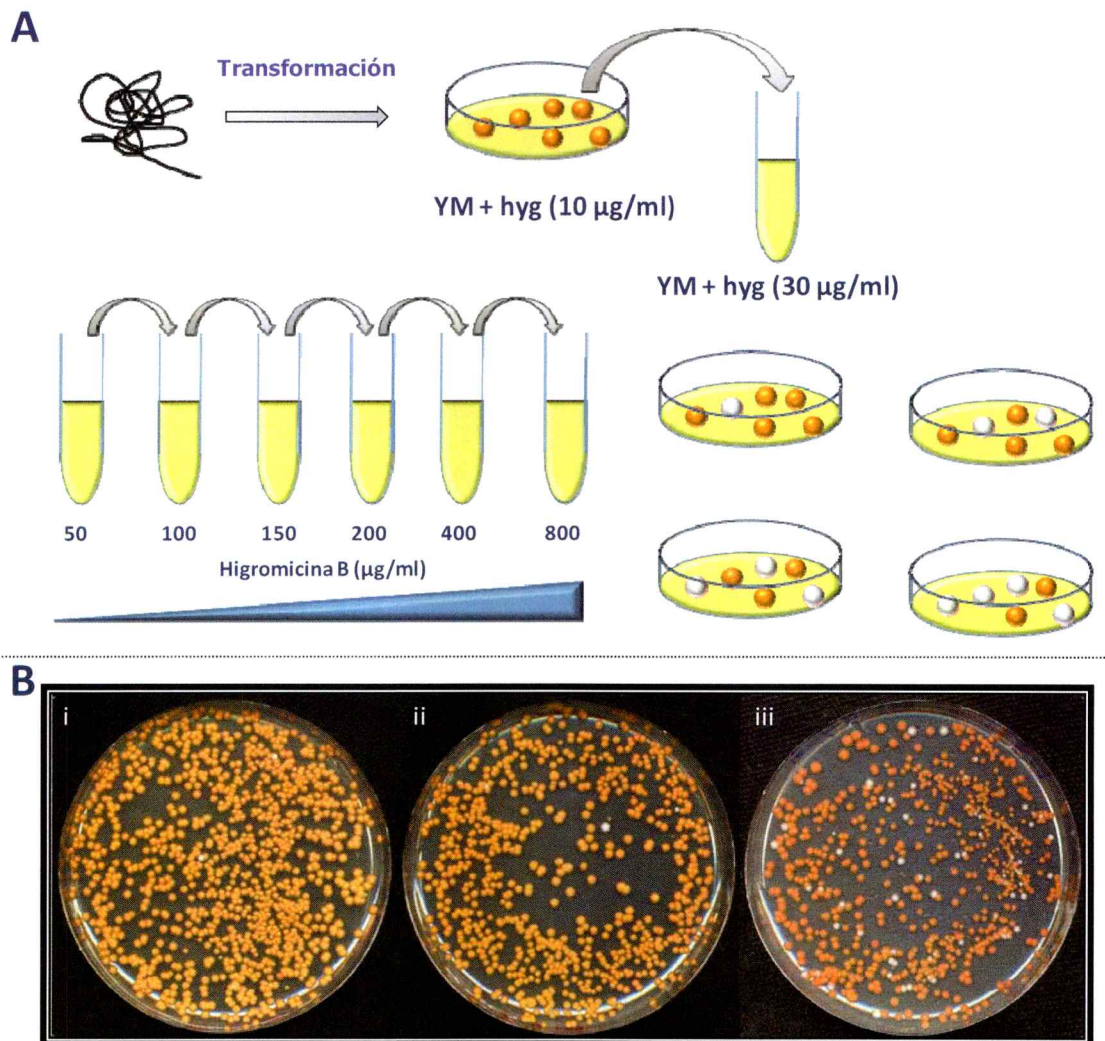 A
Transformación
YM + hyg (10 µg/ml)
YM + hyg (30 µg/ml)
50 100 150 200 400 800
Higromicina B (µg/ml)
B
i ii iii